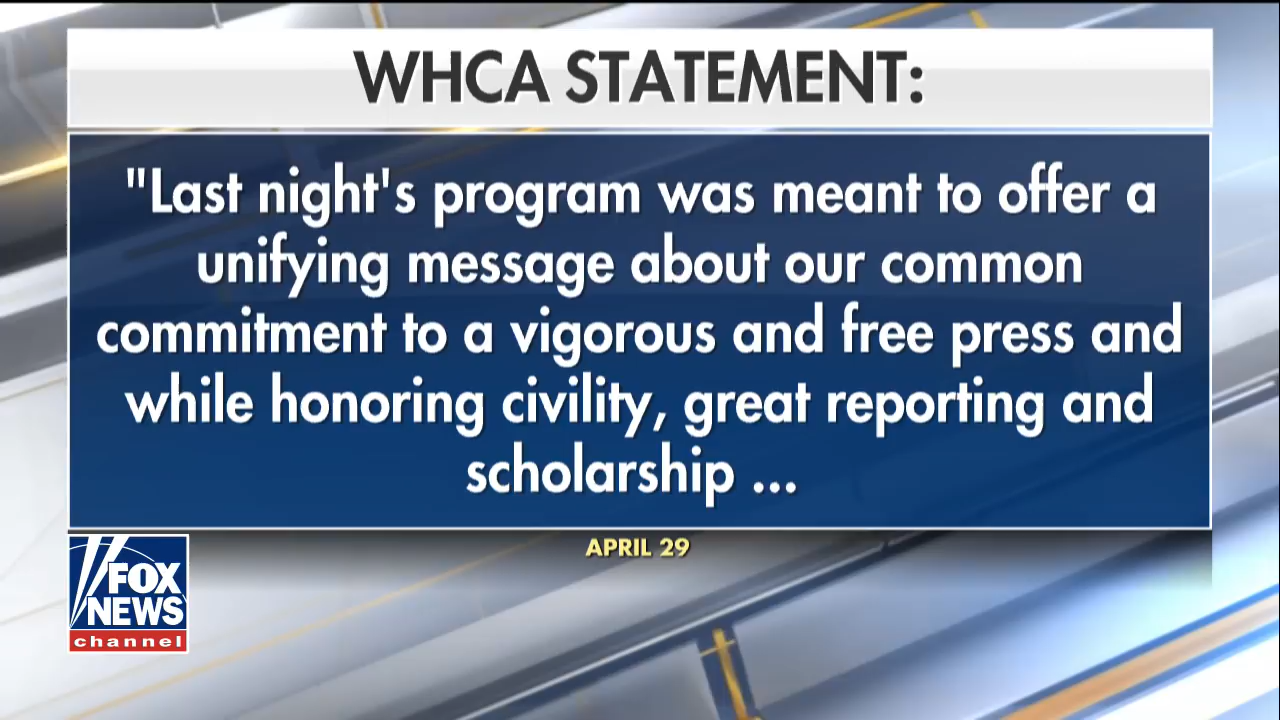 WHCA STATEMENT:
"Last night's program was meant to offer a
unifying message about our common
commitment to a vigorous and free press and
while honoring civility, great reporting and
scholarship ...
APRIL 29
FOX
NEWS
channel